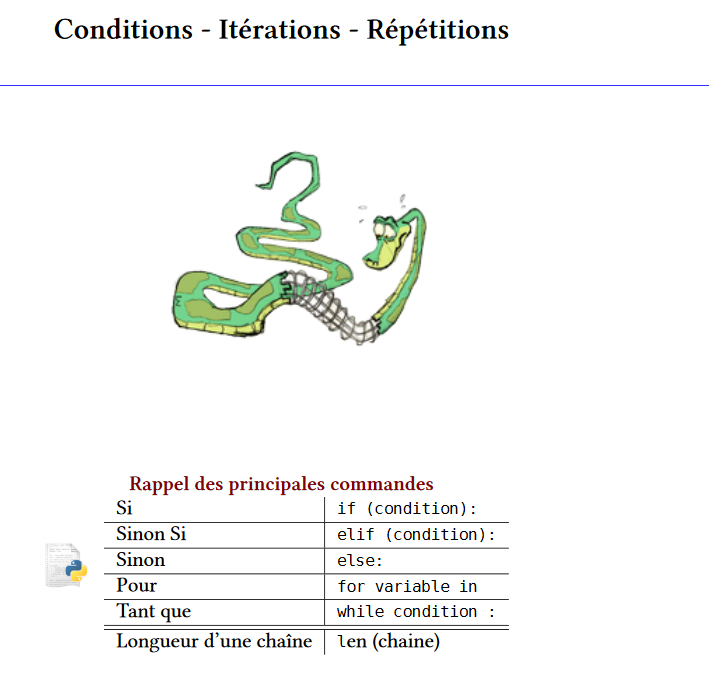 Conditions - Itérations - Répétitions
Rappel des principales commandes
Si if (condition):
Sinon Si elif (condition):
Sinon else:
Pour for variable in
Tant que while condition :
Longueur d'une chaîne len (chaine)